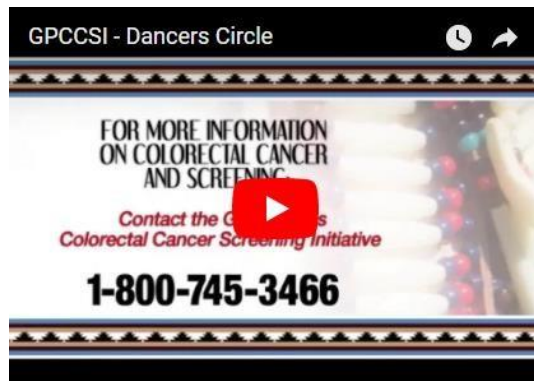 GPCCSI - Dancers Circle
FOR MORE INFORMATION
ON COLORECTAL CANCER
AND SCREENING
Contact the
Colorectal Cancer Screening Initiative
1-800-745-3466